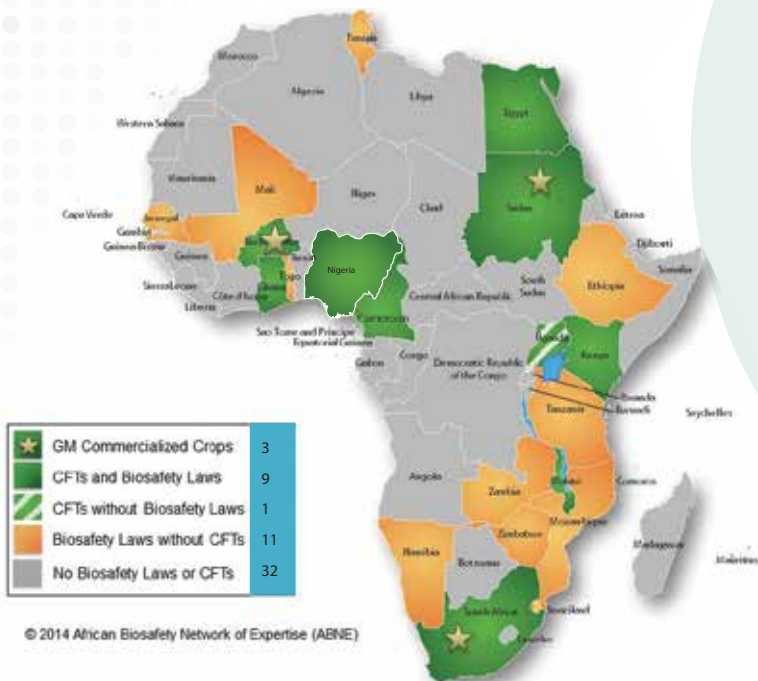 Tunisia
Morocco
Algeria
Libya
Egypt
Western Sahara
Mauritania
Mali
Niger
Chad
Sudan
Eritrea
Cape Verde
Senegal
Gambia
Guinea-Bissau
Guinea
Djibouti
Somalia
Benin
Togo
Ghana
Nigeria
Ethiopia
South
Sudan
Sierra Leone
Liberia
Côte d'Ivoire
Central African Republic
Cameroon
Sao Tome and Principe
Equatorial Guinea
Uganda
Kenya
Gabon
Congo
Democratic Republic
of the Congo
Rwanda
Burundi
Tanzania
Seychelles
Angola
Malawi
Comoros
Zambia
Mozambique
Zimbabwe
Madagascar
Mauritius
Namibia
Botswana
South Africa
Swaziland
Lesotho
GM Commercialized Crops 3
CFTs and Biosafety Laws 9
CFTs without Biosafety Laws 1
Biosafety Laws without CFTs 11
No Biosafety Laws or CFTs 32
© 2014 African Biosafety Network of Expertise (ABNE)